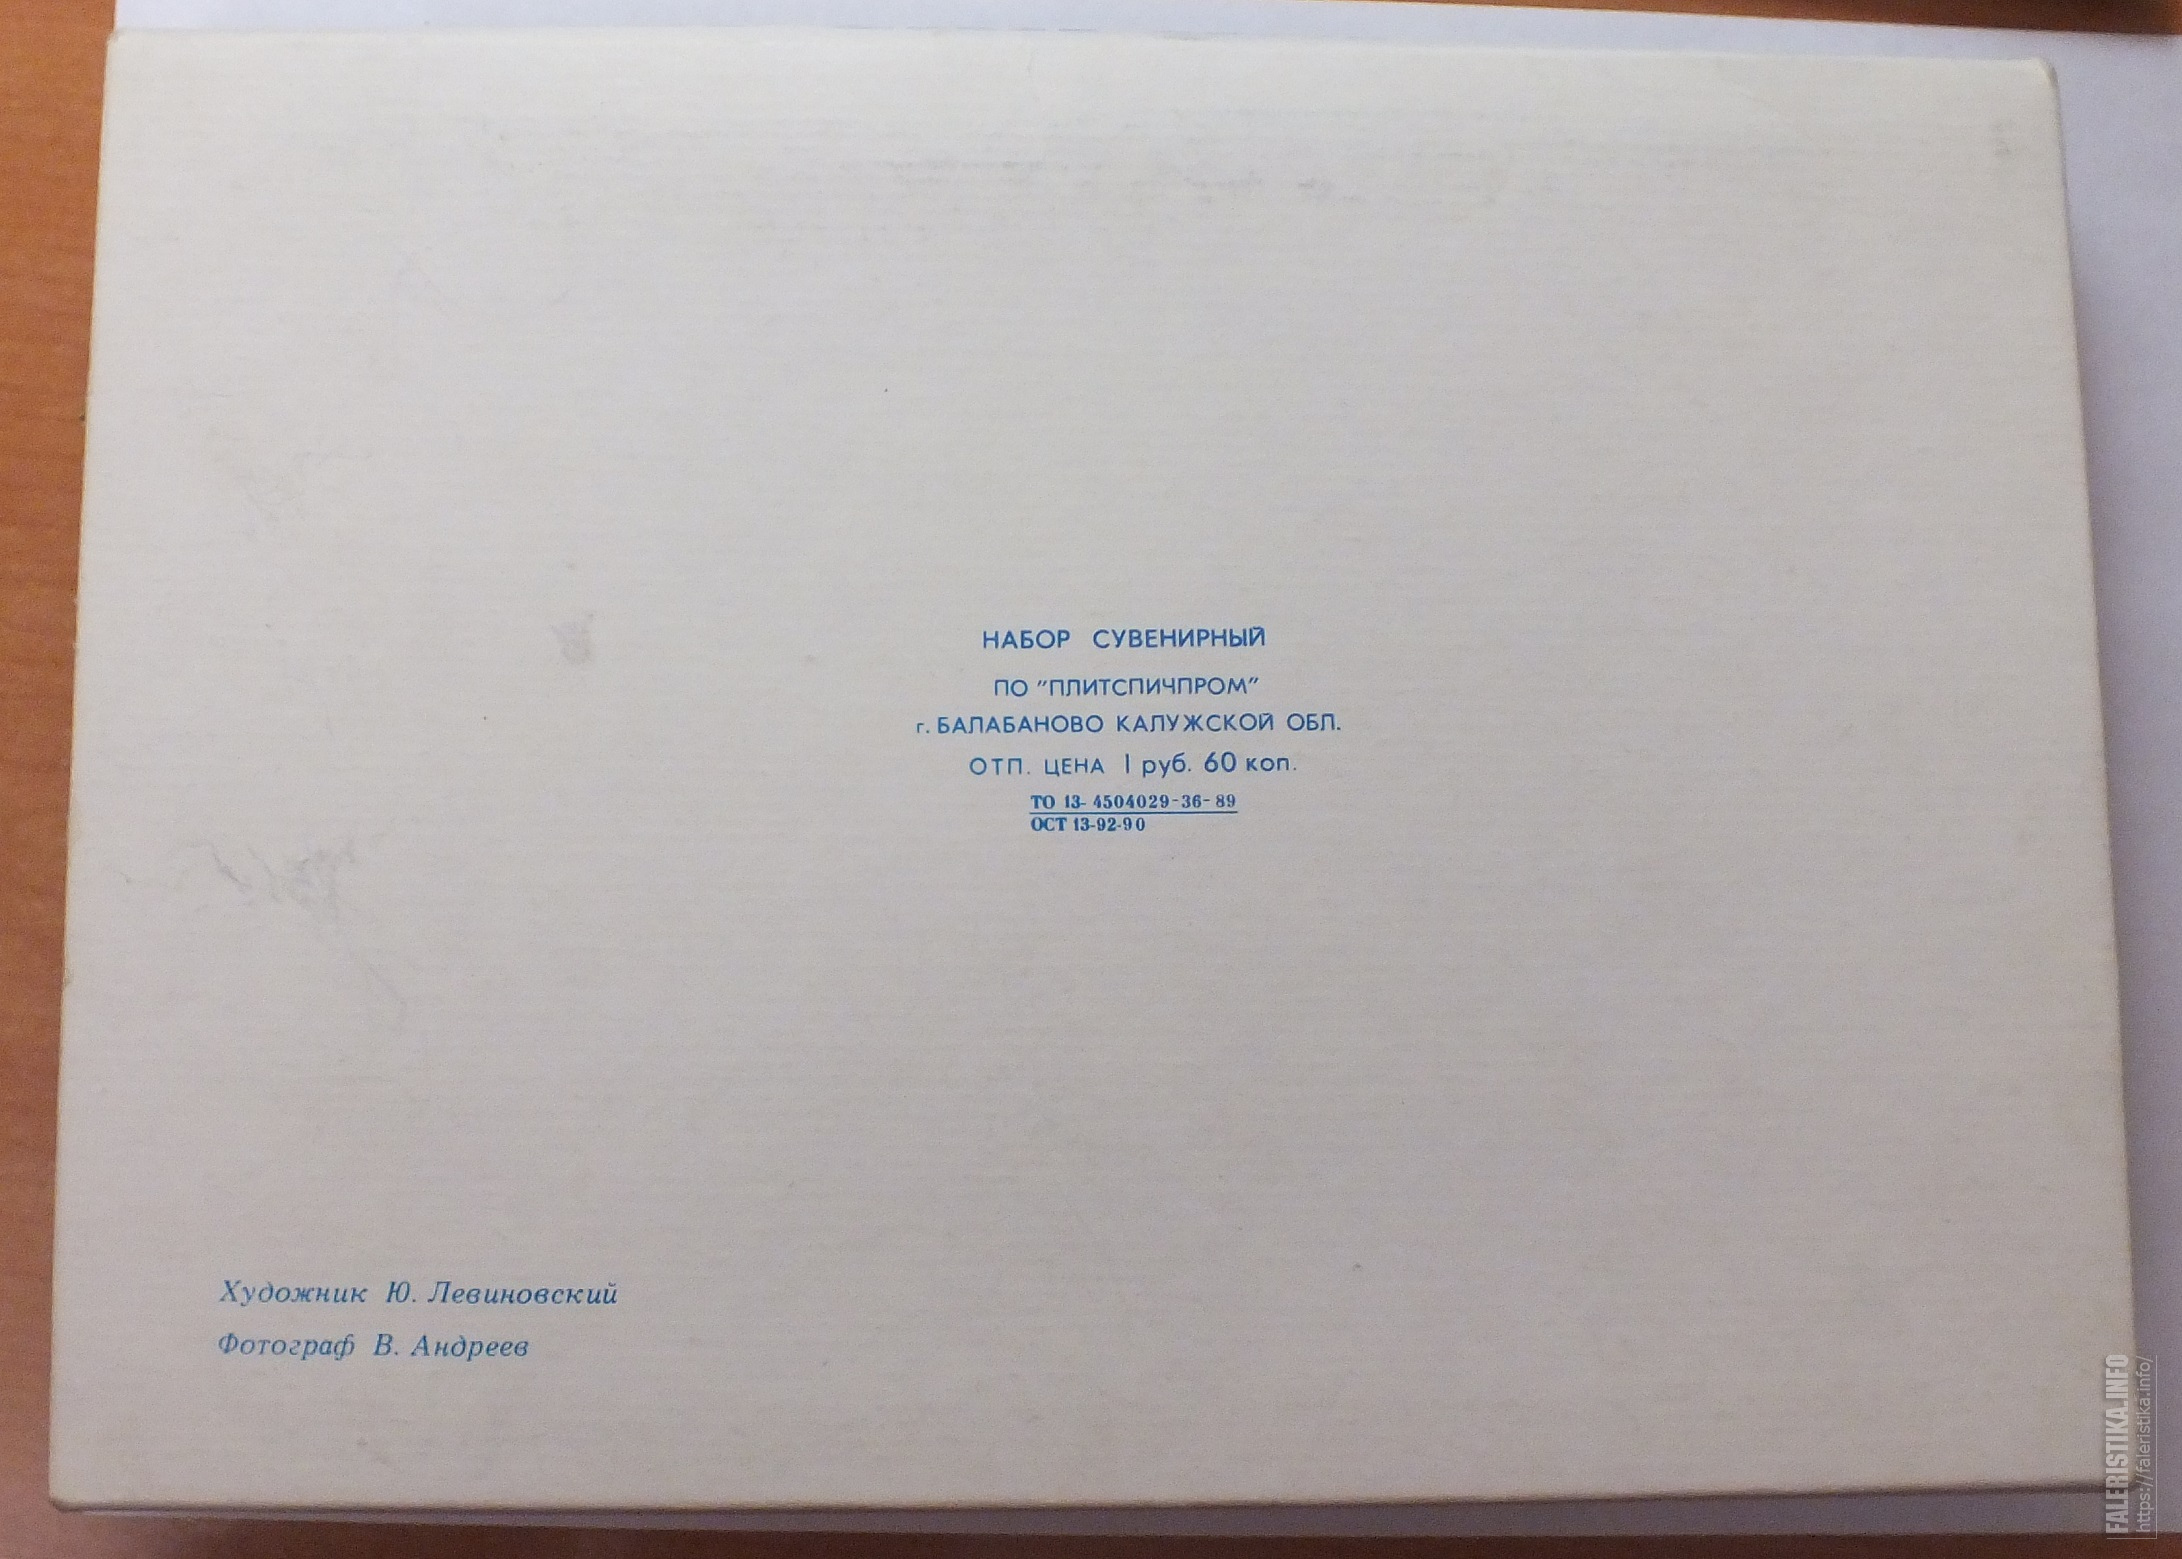 НАБОР СУВЕНИРНЫЙ
ПО "ПЛИТСПИЧПРОМ"
г. БАЛАБАНОВО КАЛУЖСКОЙ ОБЛ.
ОТП. ЦЕНА 1 руб. 60 коп.
ТО 13- 4504029-36-89
ОСТ 13-92-90
Художник Ю. Левиновский
Фотограф В. Андреев
FALERISTIKA.INFO
https://faleristika.info/